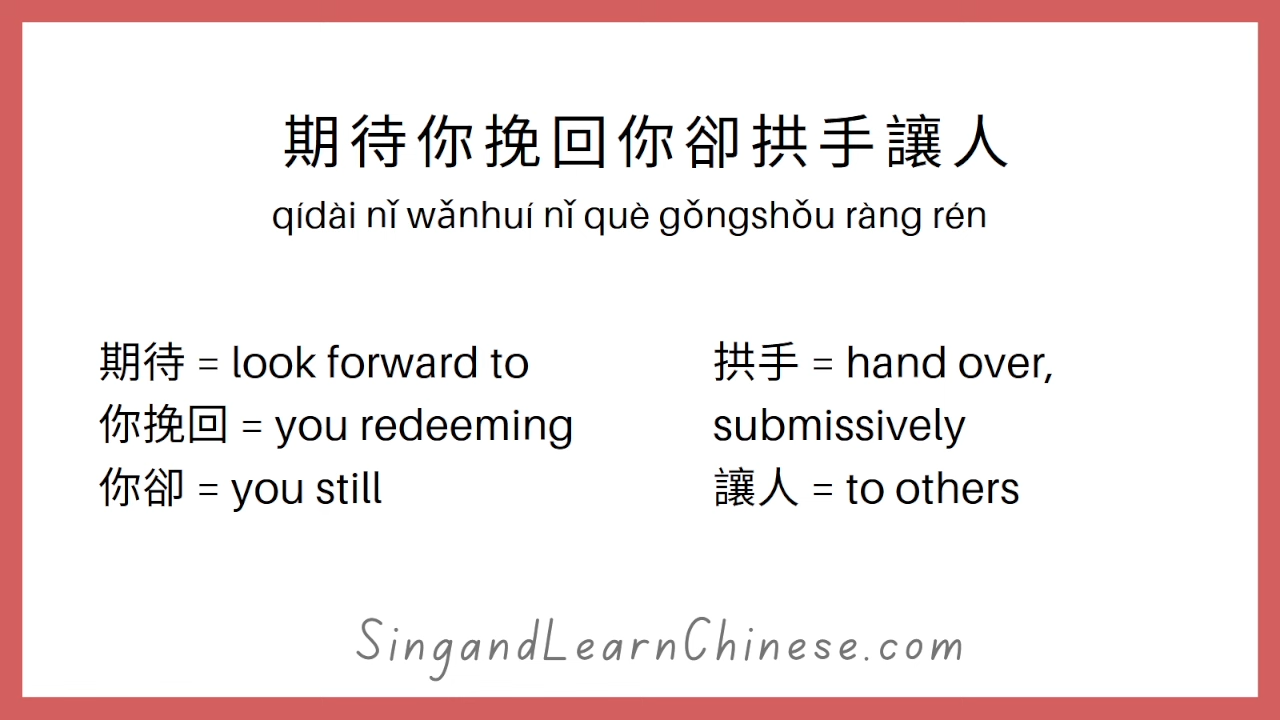 期待你挽回你卻拱手讓人
qídài nǐ wǎnhuí nǐ què gǒngshǒu ràng rén
期待 = look forward to
你挽回 = you redeeming
你卻 = you still
拱手 = hand over,
submissively
讓人 = to others
SingandLearnChinese.com